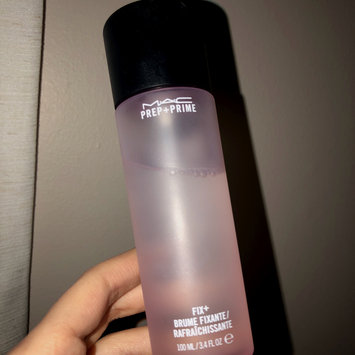 MAC
PREP+PRIME
FIX+
BRUME FIXANTE/
RAFRAÎCHISSANTE
100 ML / 3.4 FL OZ ℮